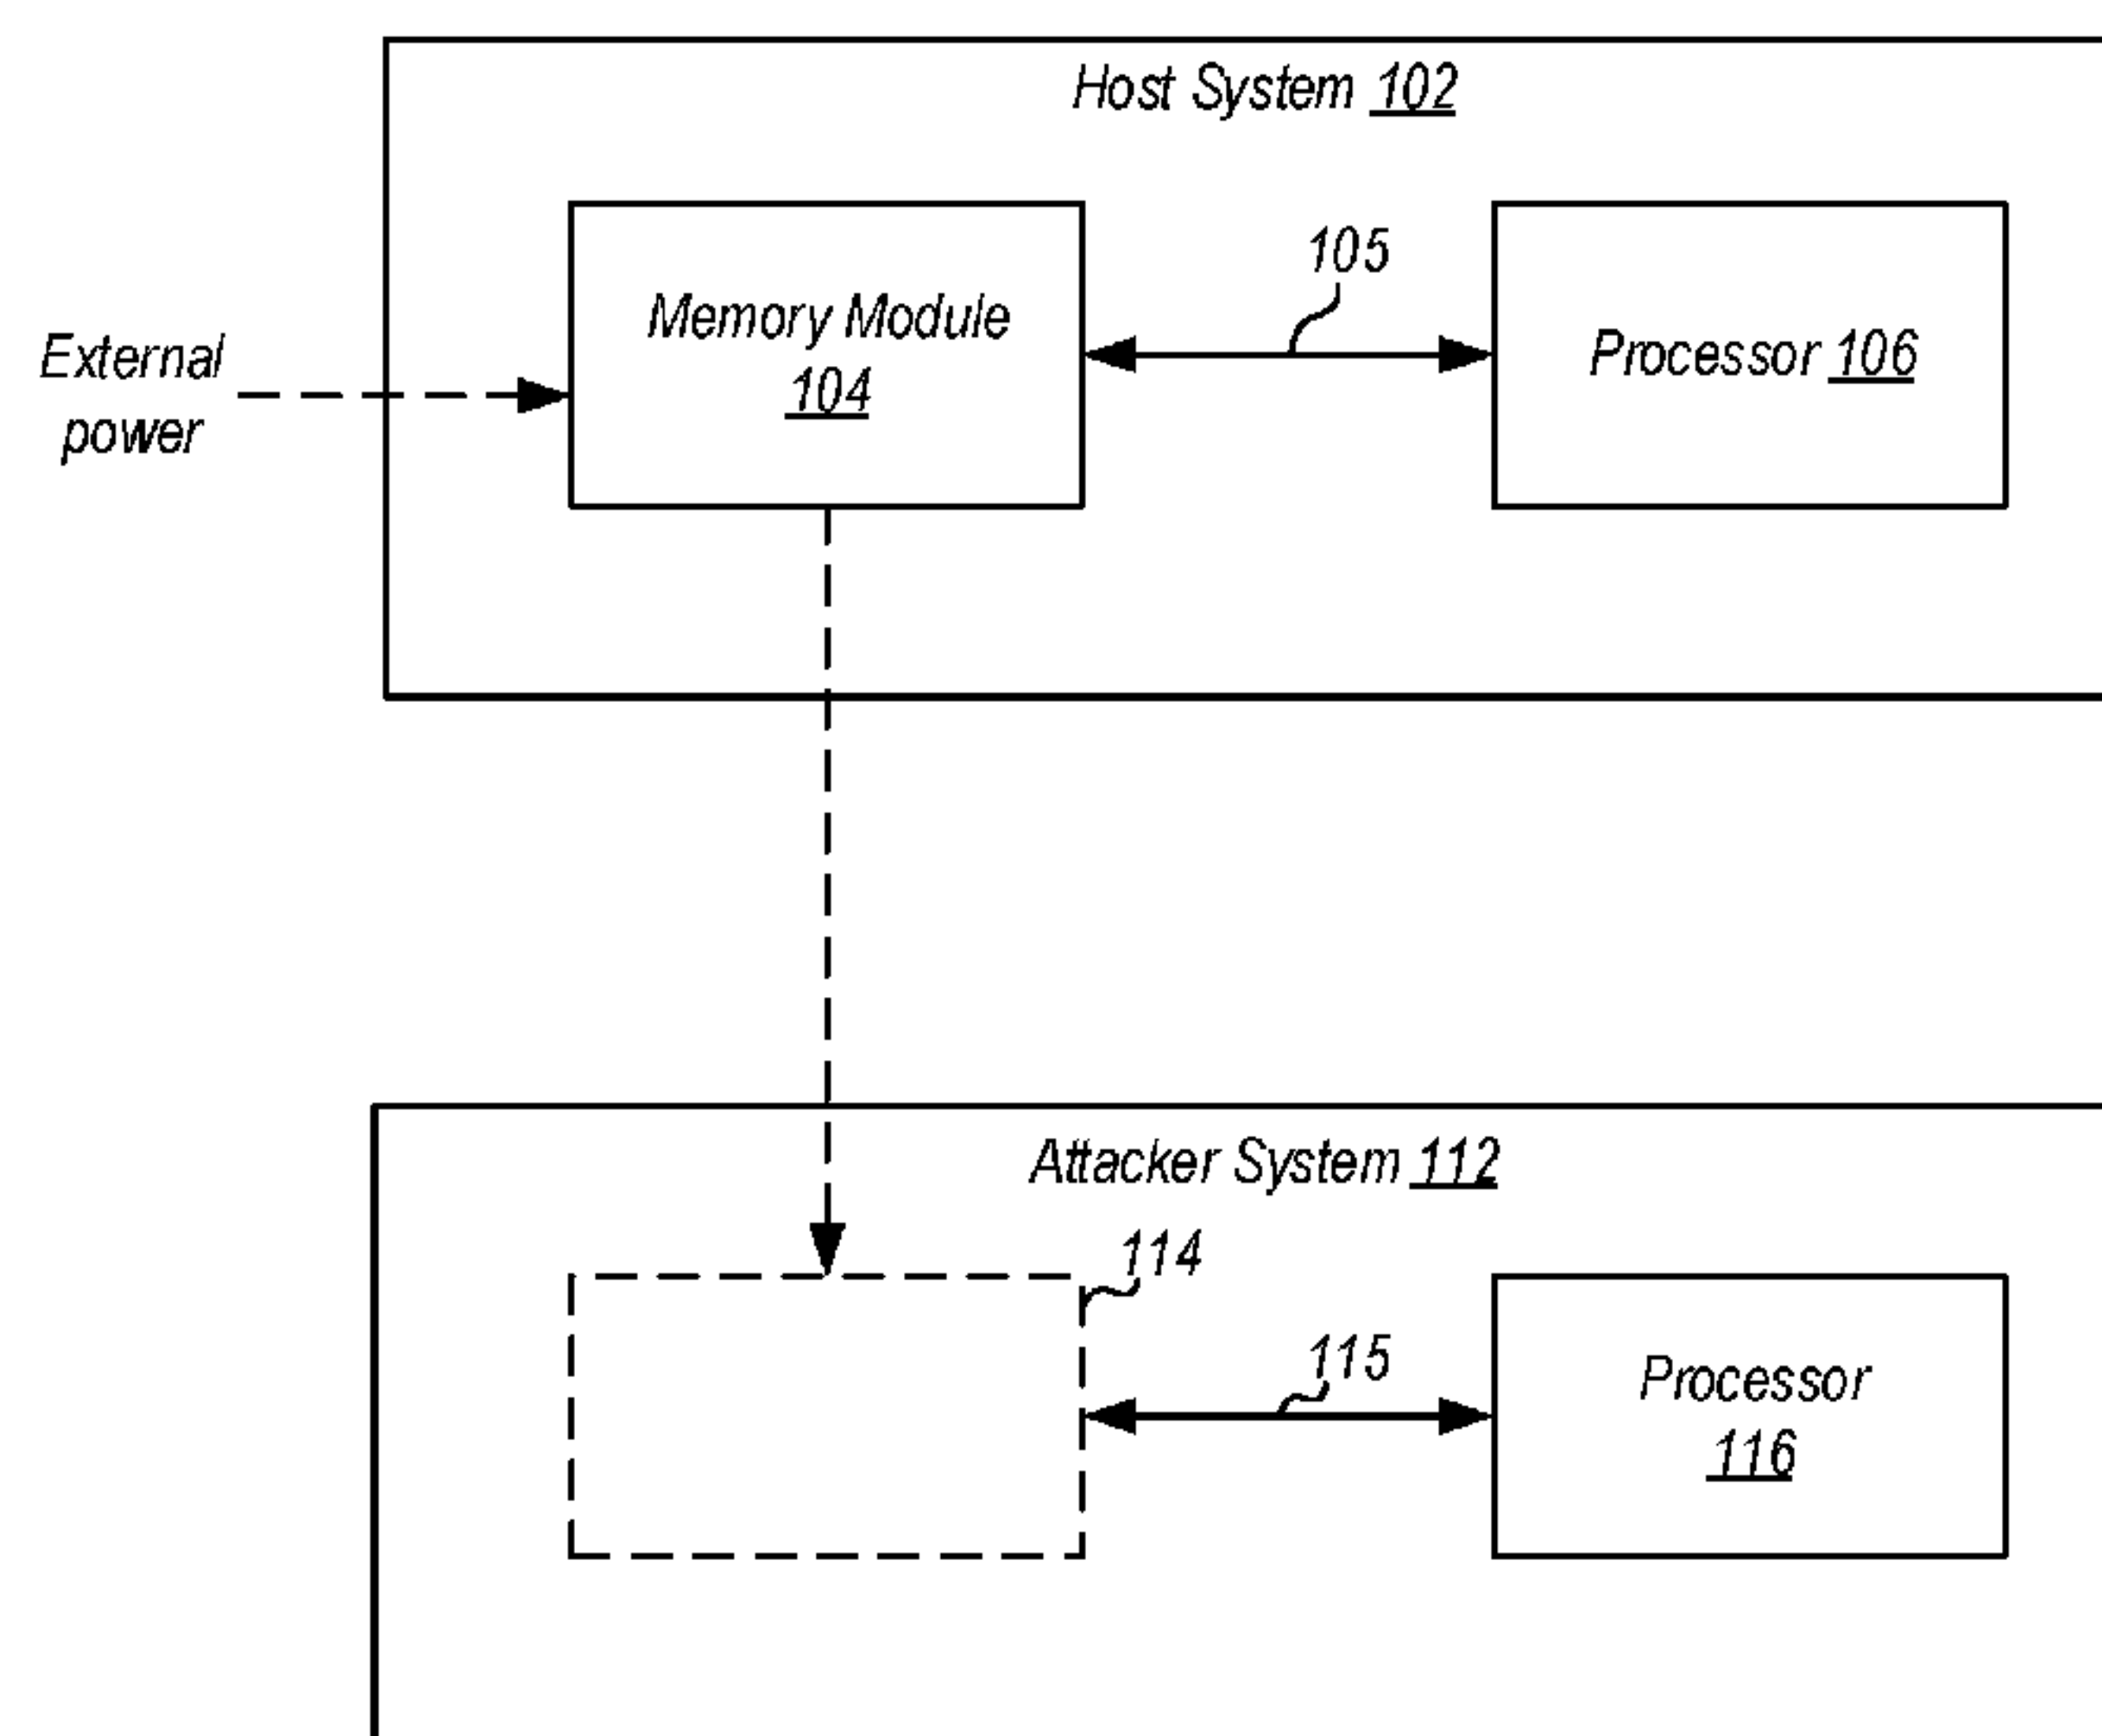 Host System 102
105
Memory Module
104
Processor 106
External
power
Attacker System 112
114
115
Processor
116